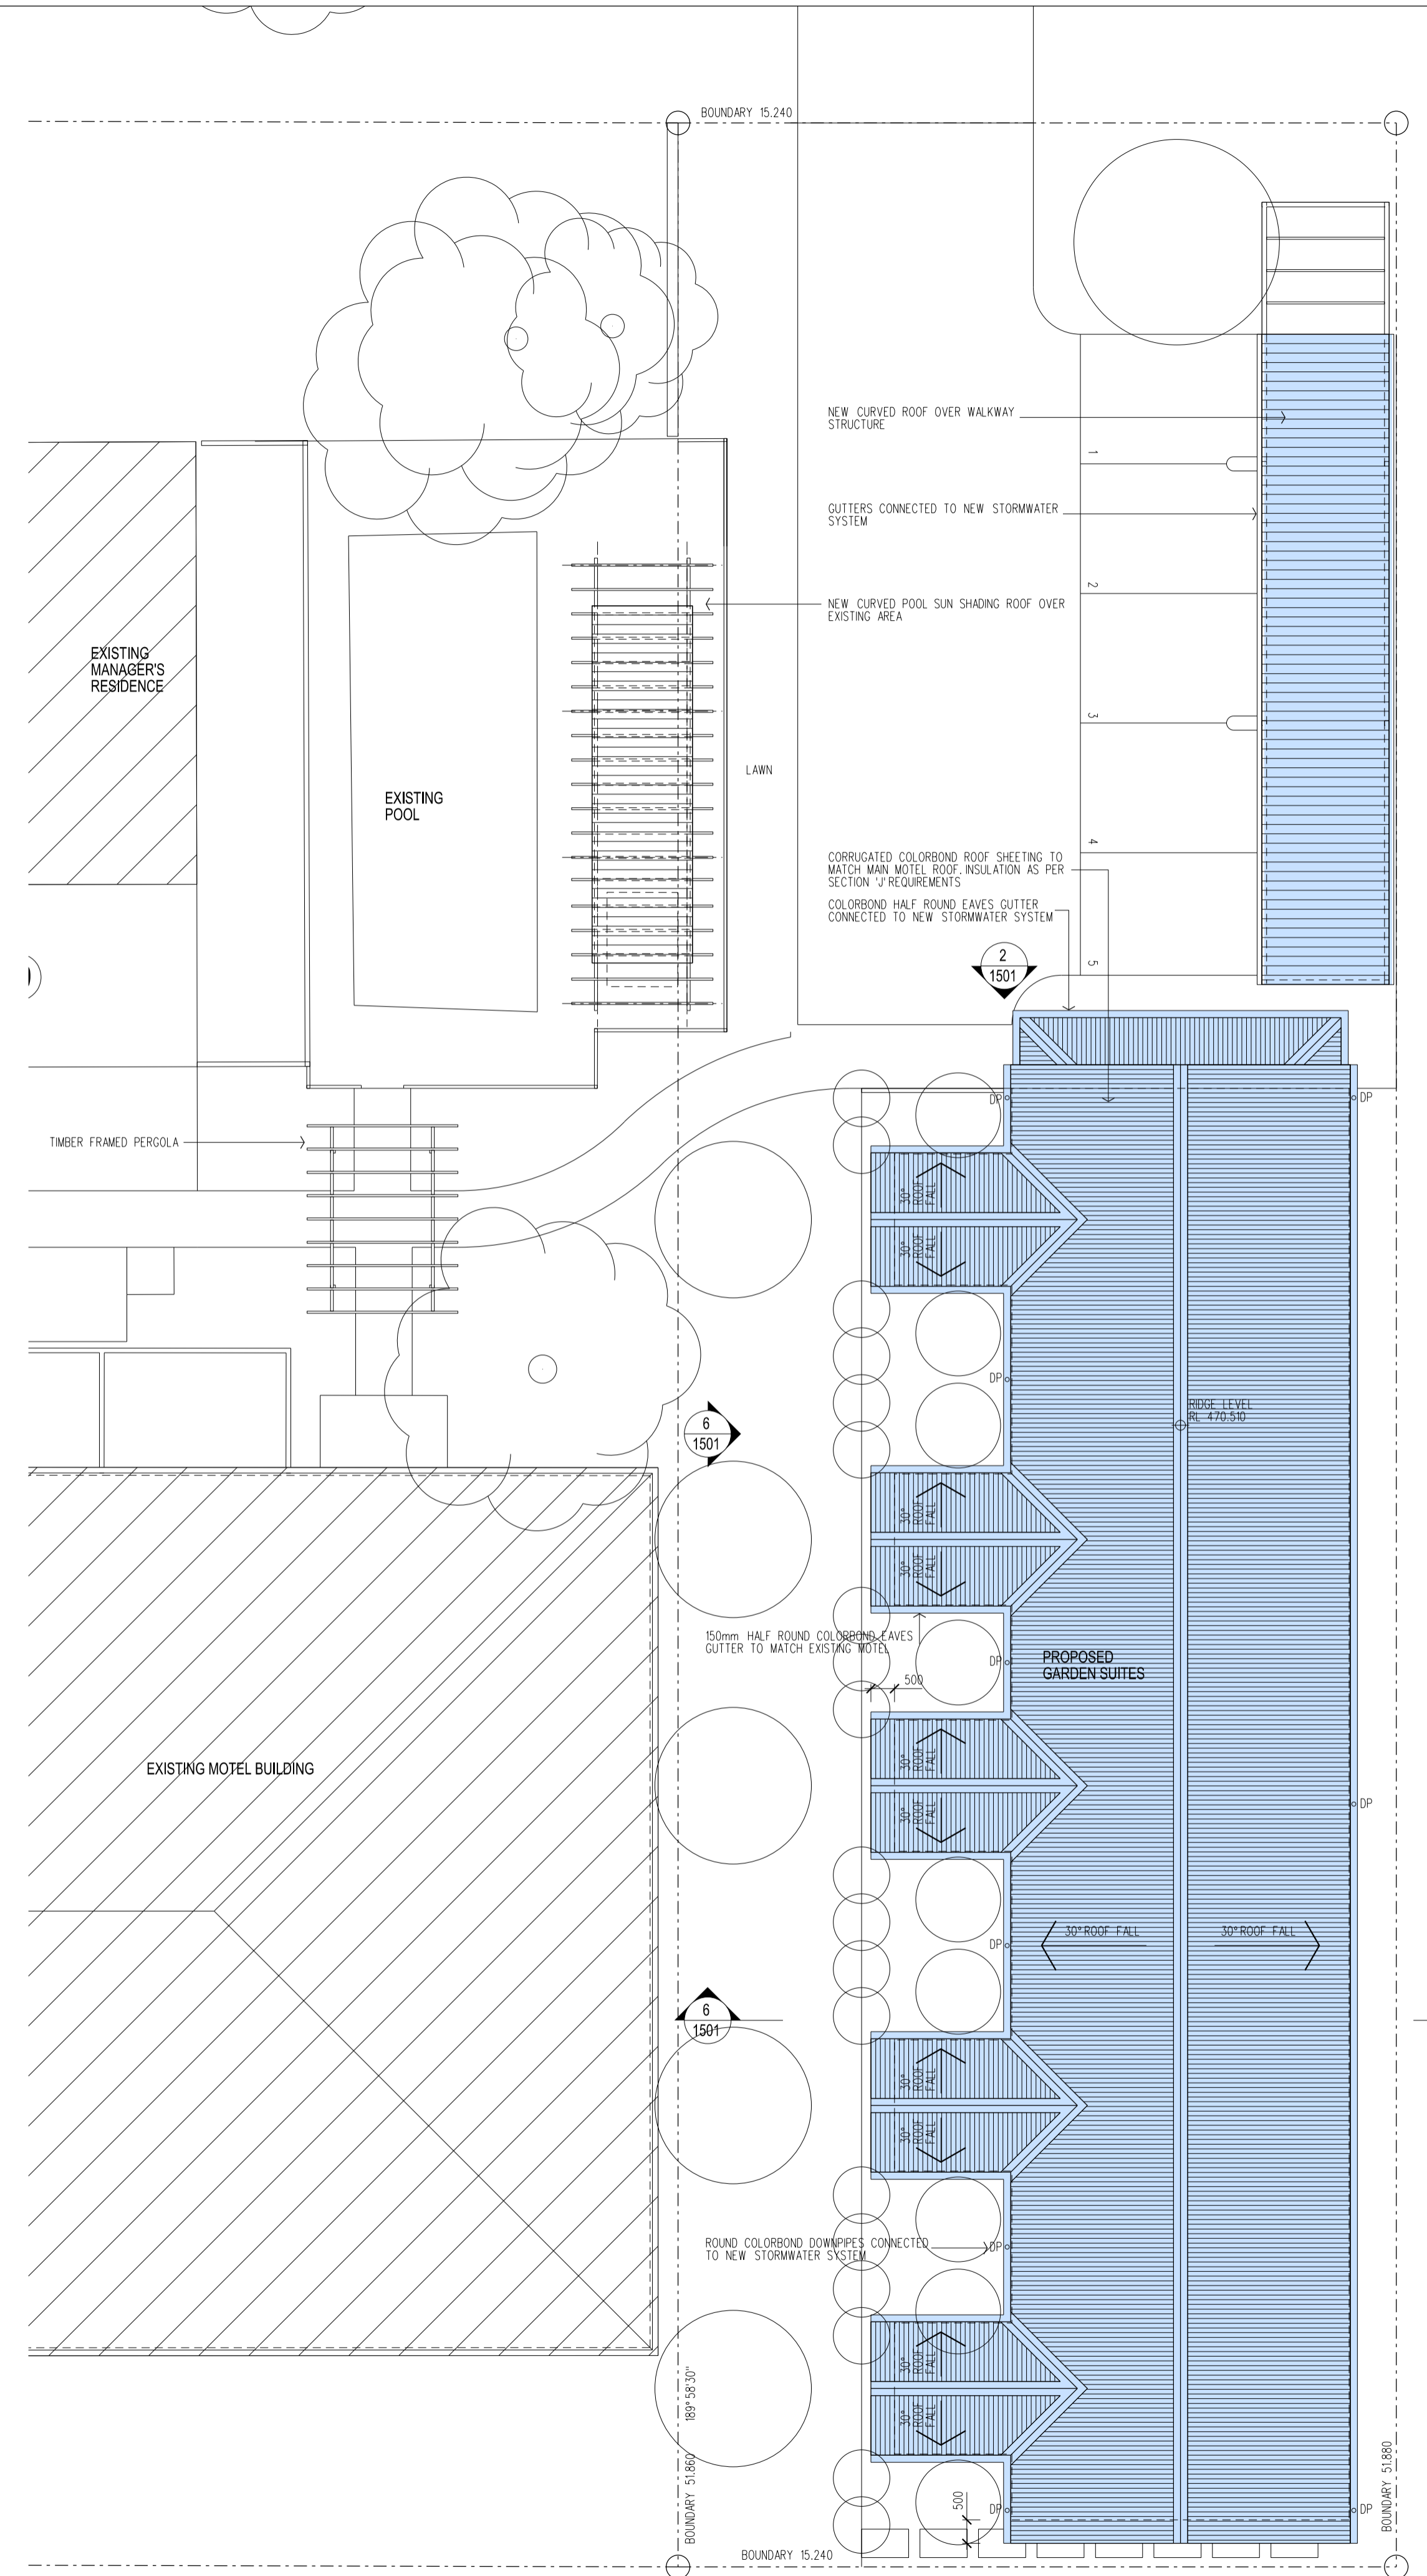 BOUNDARY 15.240
NEW CURVED ROOF OVER WALKWAY
STRUCTURE
1
GUTTERS CONNECTED TO NEW STORMWATER
SYSTEM
2
NEW CURVED POOL SUN SHADING ROOF OVER
EXISTING AREA
EXISTING
MANAGER'S
RESIDENCE
3
LAWN
EXISTING
POOL
4
CORRUGATED COLORBOND ROOF SHEETING TO
MATCH MAIN MOTEL ROOF. INSULATION AS PER
SECTION 'J' REQUIREMENTS
COLORBOND HALF ROUND EAVES GUTTER
CONNECTED TO NEW STORMWATER SYSTEM
5
2
1501
DP
DP
TIMBER FRAMED PERGOLA
30°
ROOF
FALL
30°
ROOF
FALL
DP
RIDGE LEVEL
RL 470.510
6
1501
30°
ROOF
FALL
30°
ROOF
FALL
150mm HALF ROUND COLORBOND EAVES
GUTTER TO MATCH EXISTING MOTEL
DP
PROPOSED
GARDEN SUITES
500
EXISTING MOTEL BUILDING
30°
ROOF
FALL
30°
ROOF
FALL
DP
30° ROOF FALL
30° ROOF FALL
DP
6
1501
30°
ROOF
FALL
30°
ROOF
FALL
ROUND COLORBOND DOWNPIPES CONNECTED
TO NEW STORMWATER SYSTEM
DP
30°
ROOF
FALL
30°
ROOF
FALL
BOUNDARY 51.860 189°58'30"
BOUNDARY 51.880
500
DP
DP
BOUNDARY 15.240